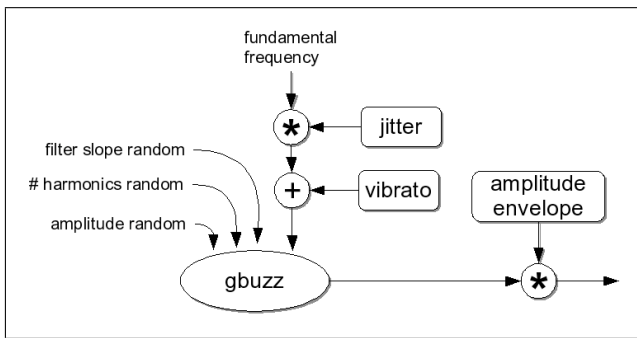 fundamental
frequency
*
jitter
filter slope random
# harmonics random
+
vibrato
amplitude
envelope
amplitude random
gbuzz
*